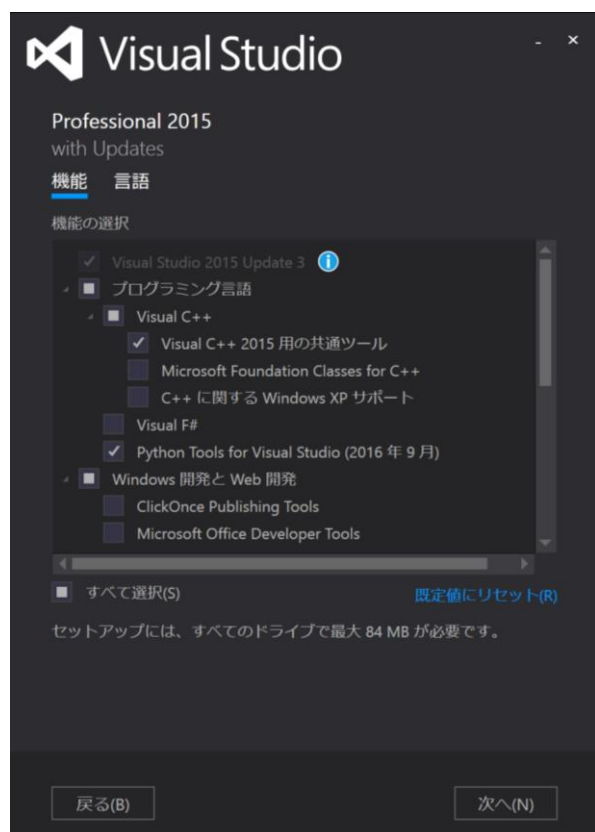 Visual Studio
Professional 2015
with Updates
機能 言語
機能の選択
Visual Studio 2015 Update 3
プログラミング言語
Visual C++
Visual C++ 2015 用の共通ツール
Microsoft Foundation Classes for C++
C++ に関する Windows XP サポート
Visual F#
Python Tools for Visual Studio (2016 年 9 月)
Windows 開発と Web 開発
ClickOnce Publishing Tools
Microsoft Office Developer Tools
すべて選択(S) 既定値にリセット(R)
セットアップには、すべてのドライブで最大 84 MB が必要です。
戻る(B) 次へ(N)